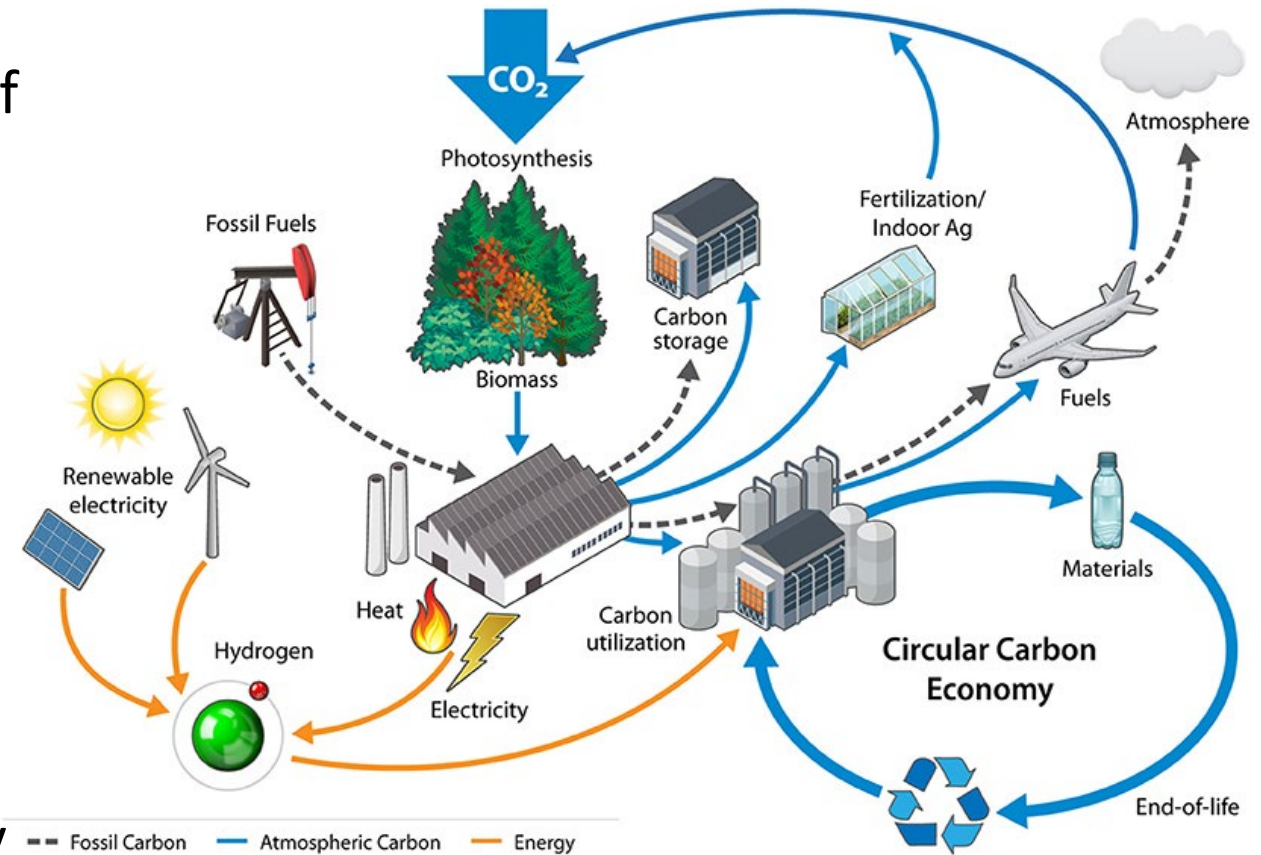 f
CO₂
Photosynthesis
Atmosphere
Fossil Fuels
Fertilization/
Indoor Ag
Carbon
storage
Biomass
Fuels
Renewable
electricity
Materials
Heat
Carbon
utilization
Hydrogen
Electricity
Circular Carbon
Economy
End-of-life
Fossil Carbon
Atmospheric Carbon
Energy